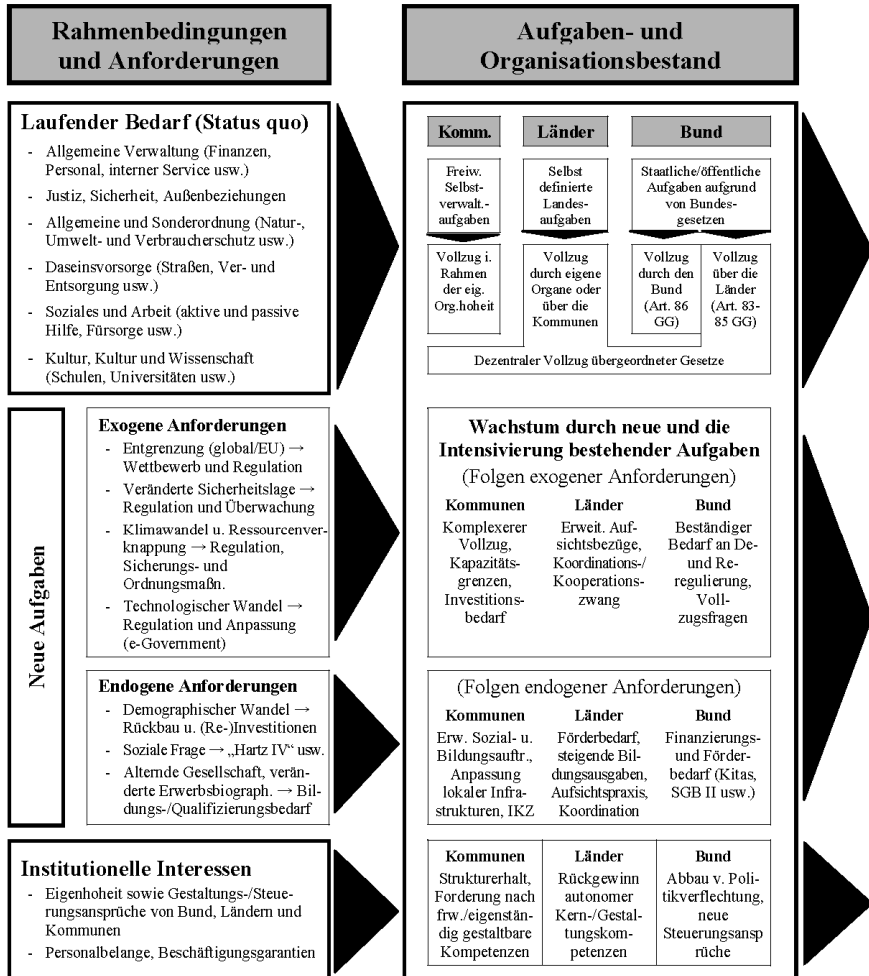 Rahmenbedingungen
und Anforderungen
Aufgaben- und
Organisationsbestand
Laufender Bedarf (Status quo)
- Allgemeine Verwaltung (Finanzen,
Personal, interner Service usw.)
- Justiz, Sicherheit, Außenbeziehungen
- Allgemeine und Sonderordnung (Natur-,
Umwelt- und Verbraucherschutz usw.)
- Daseinsvorsorge (Straßen, Ver- und
Entsorgung usw.)
- Soziales und Arbeit (aktive und passive
Hilfe, Fürsorge usw.)
- Kultur, Kultur und Wissenschaft
(Schulen, Universitäten usw.)
Komm.
Freiw.
Selbst-
verwalt.-
aufgaben
Vollzug i.
Rahmen
der eig.
Org.hoheit
Länder
Selbst
definierte
Landes-
aufgaben
Vollzug
durch eigene
Organe oder
über die
Kommunen
Bund
Staatliche/öffentliche
Aufgaben aufgrund
von Bundes-
gesetzen
Vollzug
durch den
Bund
(Art. 86
GG)
Vollzug
über die
Länder
(Art. 83-
85 GG)
Dezentraler Vollzug übergeordneter Gesetze
Neue Aufgaben
Exogene Anforderungen
- Entgrenzung (global/EU) →
Wettbewerb und Regulation
- Veränderte Sicherheitslage →
Regulation und Überwachung
- Klimawandel u. Ressourcenver-
knappung → Regulation,
Sicherungs- und
Ordnungsmaßn.
- Technologischer Wandel →
Regulation und Anpassung
(e-Government)
Wachstum durch neue und die
Intensivierung bestehender Aufgaben
(Folgen exogener Anforderungen)
Kommunen
Komplexerer
Vollzug,
Kapazitäts-
grenzen,
Investitions-
bedarf
Länder
Erweit. Auf-
sichtsbezüge,
Koordinations-/
Kooperations-
zwang
Bund
Beständiger
Bedarf an De-
und Re-
regulierung,
Voll-
zugsfragen
Endogene Anforderungen
- Demographischer Wandel →
Rückbau u. (Re-)Investitionen
- Soziale Frage → „Hartz IV“ usw.
- Alternde Gesellschaft, verän-
derte Erwerbsbiograph. → Bil-
dungs-/Qualifizierungsbedarf
(Folgen endogener Anforderungen)
Kommunen
Erw. Sozial- u.
Bildungsauftr.,
Anpassung
lokaler Infra-
strukturen, IKZ
Länder
Förderbedarf,
steigende Bil-
dungsausgaben,
Aufsichtspraxis,
Koordination
Bund
Finanzierungs-
und Förder-
bedarf (Kitas,
SGB II usw.)
Institutionelle Interessen
- Eigenhoheit sowie Gestaltungs-/Steue-
rungsansprüche von Bund, Ländern und
Kommunen
- Personalbelange, Beschäftigungsgarantien
Kommunen
Strukturerhalt,
Forderung nach
frw./eigenstän-
dig gestaltbare
Kompetenzen
Länder
Rückgewinn
autonomer
Kern-/Gestal-
tungskom-
petenzen
Bund
Abbau v. Poli-
tikverflechtung,
neue
Steuerungsansp
rüche